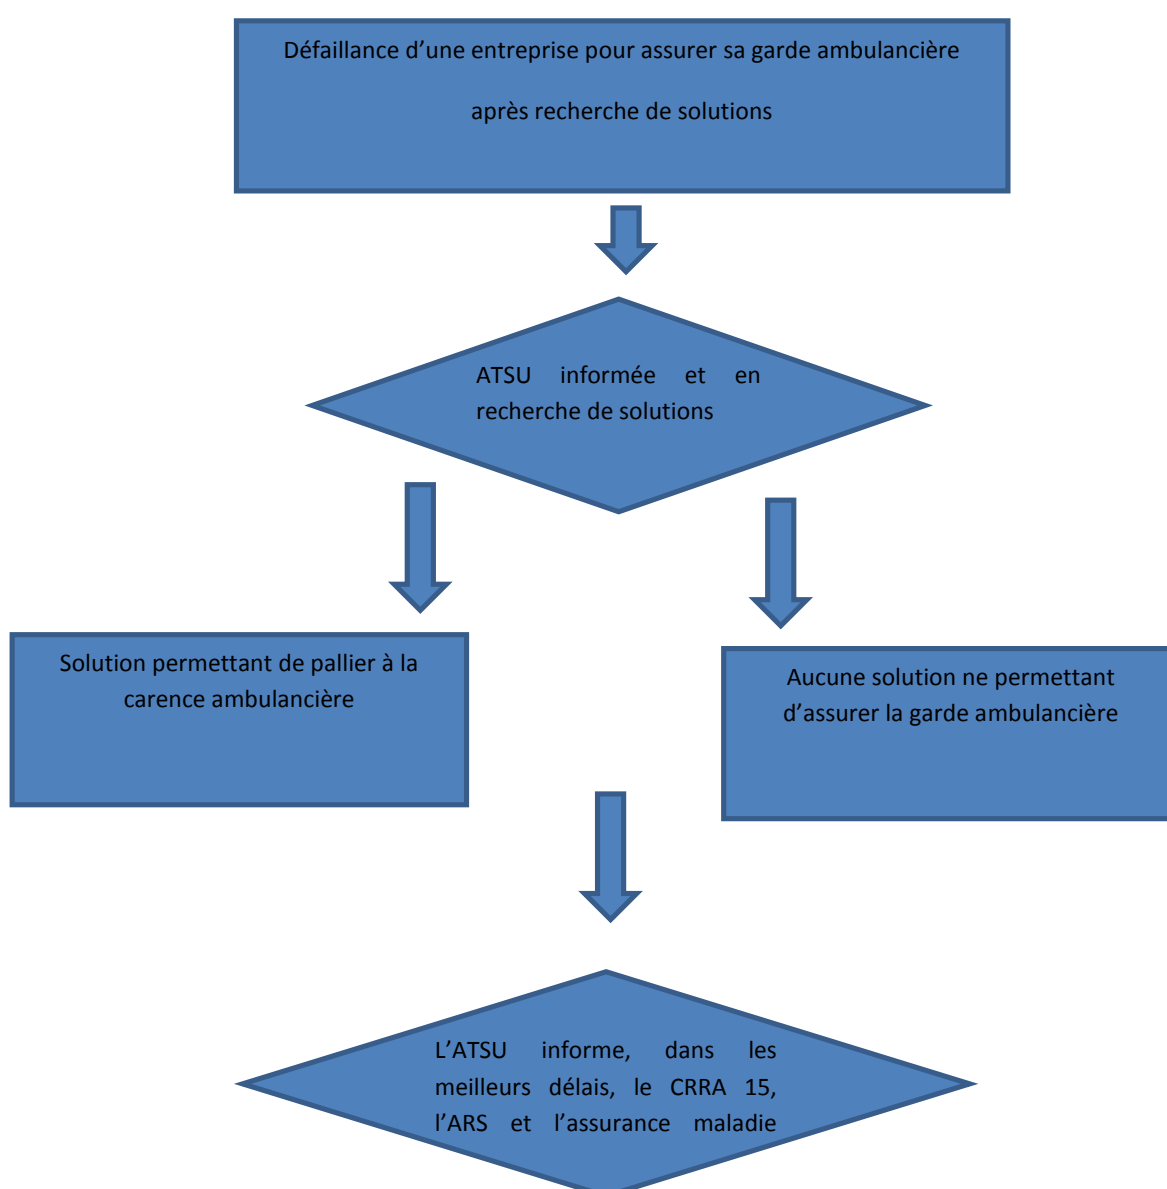 Défaillance d’une entreprise pour assurer sa garde ambulancière
après recherche de solutions
ATSU informée et en
recherche de solutions
Solution permettant de pallier à la
carence ambulancière
Aucune solution ne permettant
d’assurer la garde ambulancière
L’ATSU informe, dans les
meilleurs délais, le CRRA 15,
l’ARS et l’assurance maladie